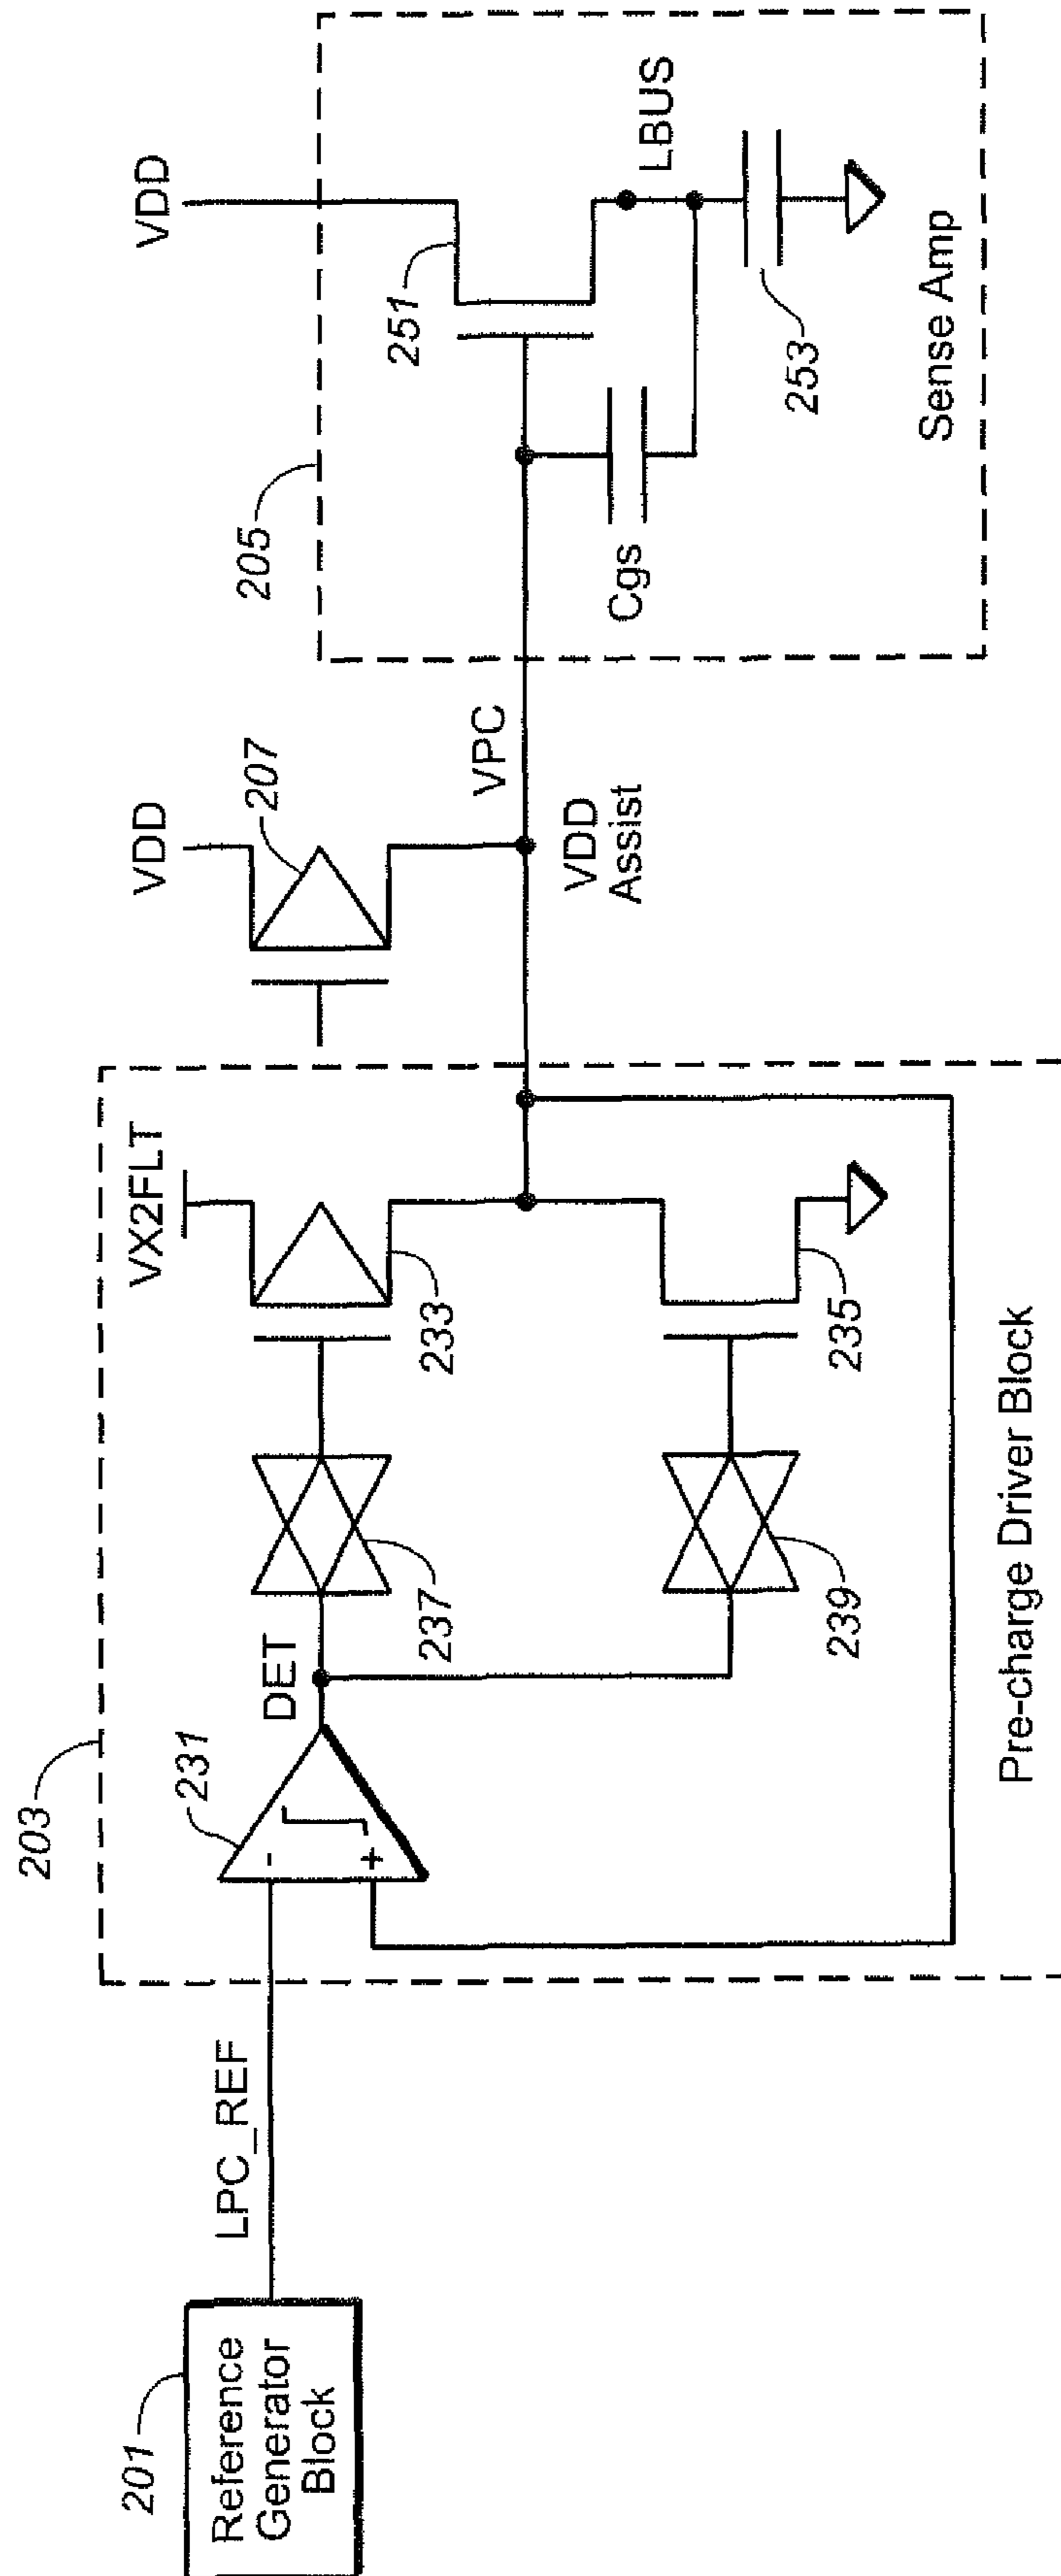 201
Reference
Generator
Block
LPC_REF
203
231
-
+
DET
237
239
VX2FLT
233
235
Pre-charge Driver Block
VDD
207
VPC
VDD
Assist
205
VDD
251
Cgs
LBUS
253
Sense Amp